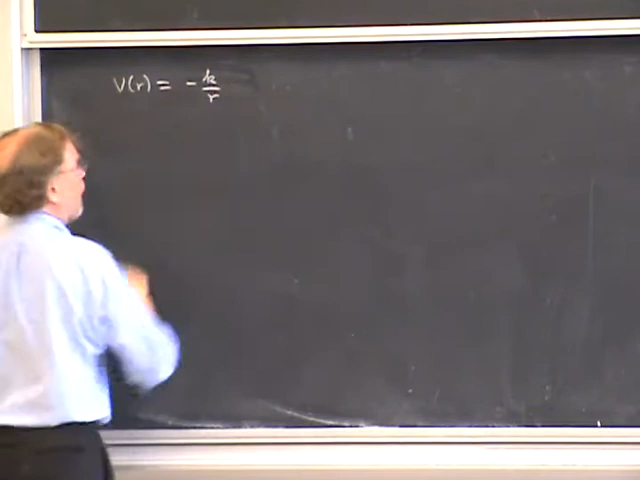 V(r) = - k/r